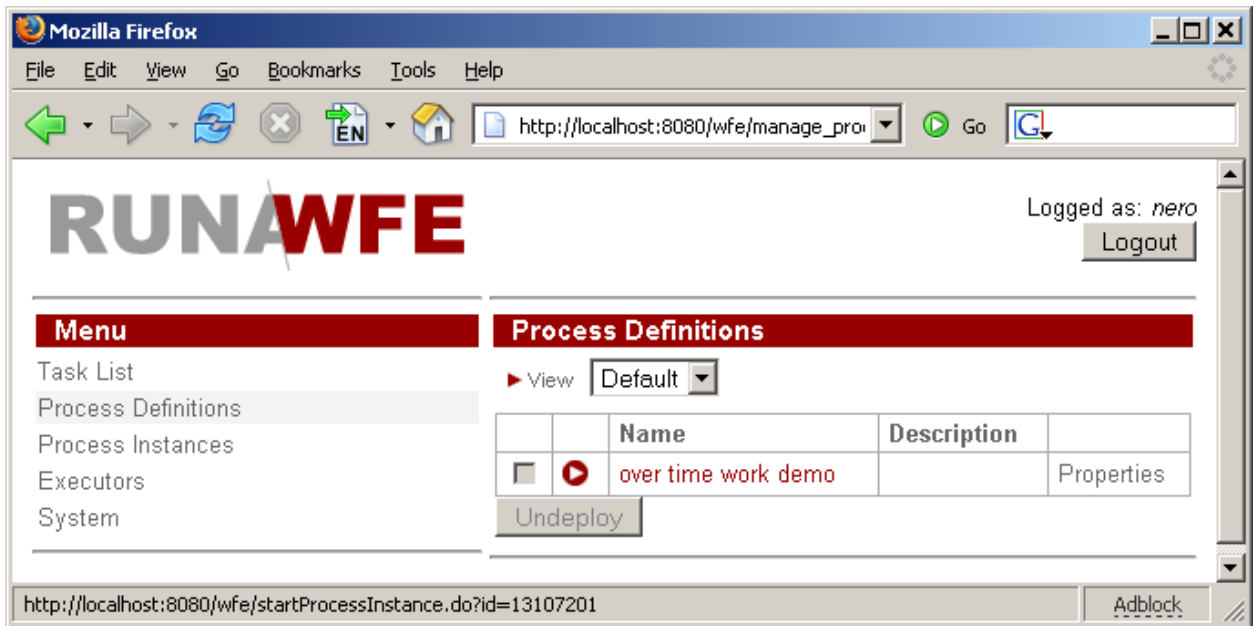 Mozilla Firefox
File Edit View Go Bookmarks Tools Help
EN http://localhost:8080/wfe/manage_pro Go G
RUNAWFE
Logged as: nero
Logout
Menu
Task List
Process Definitions
Process Instances
Executors
System
Process Definitions
View Default
Name Description
over time work demo Properties
Undeploy
http://localhost:8080/wfe/startProcessInstance.do?id=13107201 Adblock